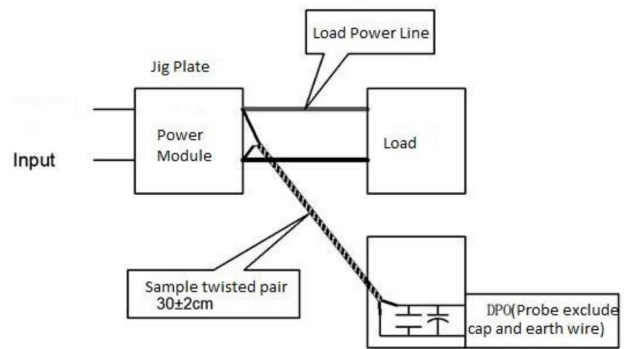 Load Power Line
Jig Plate
Power
Module
Load
Input
Sample twisted pair
30±2cm
DPO(Probe exclude
cap and earth wire)